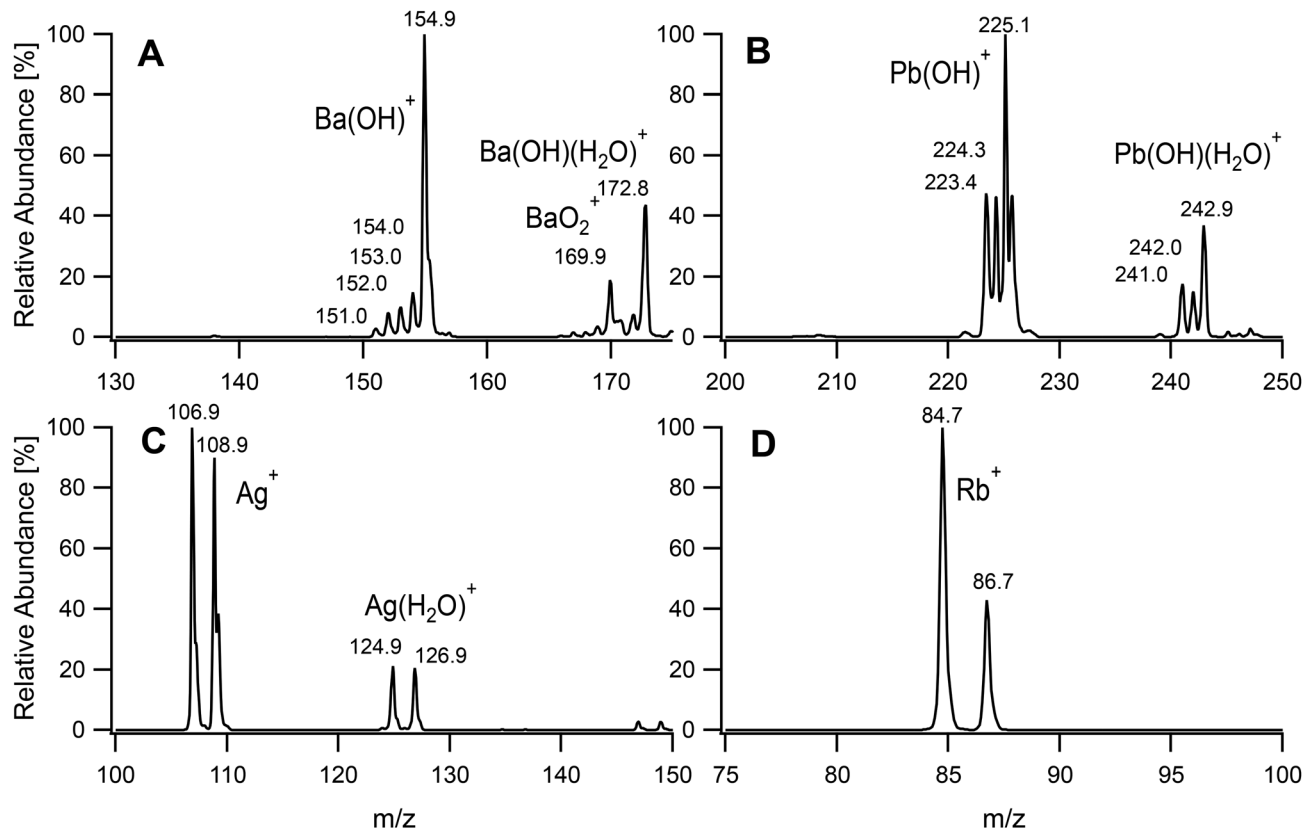 A
Relative Abundance [%]
100
80
60
40
20
0
154.9
Ba(OH)⁺
Ba(OH)(H₂O)⁺
172.8
BaO₂⁺
169.9
154.0
153.0
152.0
151.0
130 140 150 160 170
B
100
80
60
40
20
0
225.1
Pb(OH)⁺
224.3
223.4
Pb(OH)(H₂O)⁺
242.9
242.0
241.0
200 210 220 230 240 250
C
Relative Abundance [%]
100
80
60
40
20
0
106.9
108.9
Ag⁺
Ag(H₂O)⁺
124.9
126.9
100 110 120 130 140 150
m/z
D
100
80
60
40
20
0
84.7
Rb⁺
86.7
75 80 85 90 95 100
m/z